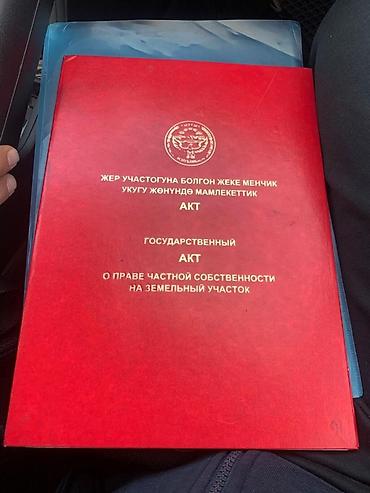 ЖЕР УЧАСТОГУНА БОЛГОН ЖЕКЕ МЕНЧИК
УКУГУ ЖӨНҮНДӨ МАМЛЕКЕТТИК
АКТ
ГОСУДАРСТВЕННЫЙ
АКТ
О ПРАВЕ ЧАСТНОЙ СОБСТВЕННОСТИ
НА ЗЕМЕЛЬНЫЙ УЧАСТОК